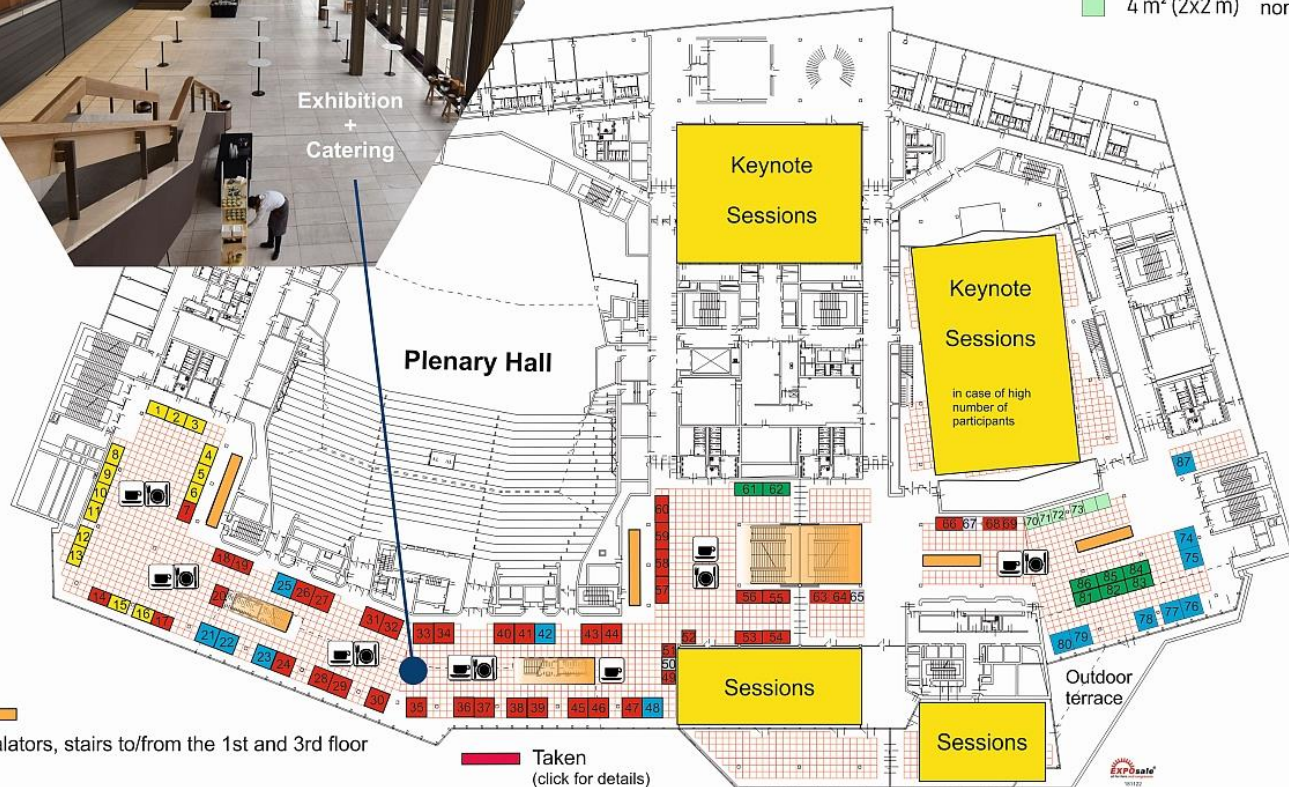 4 m² (2x2 m) nor
Exhibition
+
Catering
Keynote
Sessions
Keynote
Sessions
in case of high
number of
participants
Plenary Hall
1 2 3
4
5
6
7
8
9
10
11
12
13
14 15 16 17
18 19
20
21 22
23 24
25 26 27
28 29
30
31 32
33 34
35
36 37
38 39
40 41 42
43 44
45 46
47 48
49
50
51
52
53 54
56 55
57
58
59
60
61 62
63 64 65
66 67 68 69 70 71 72 73
74
75
78 77 76
80 79
86 85 84
81 82 83
87
Sessions
Sessions
Outdoor
terrace
alators, stairs to/from the 1st and 3rd floor
Taken
(click for details)
EXPOsale